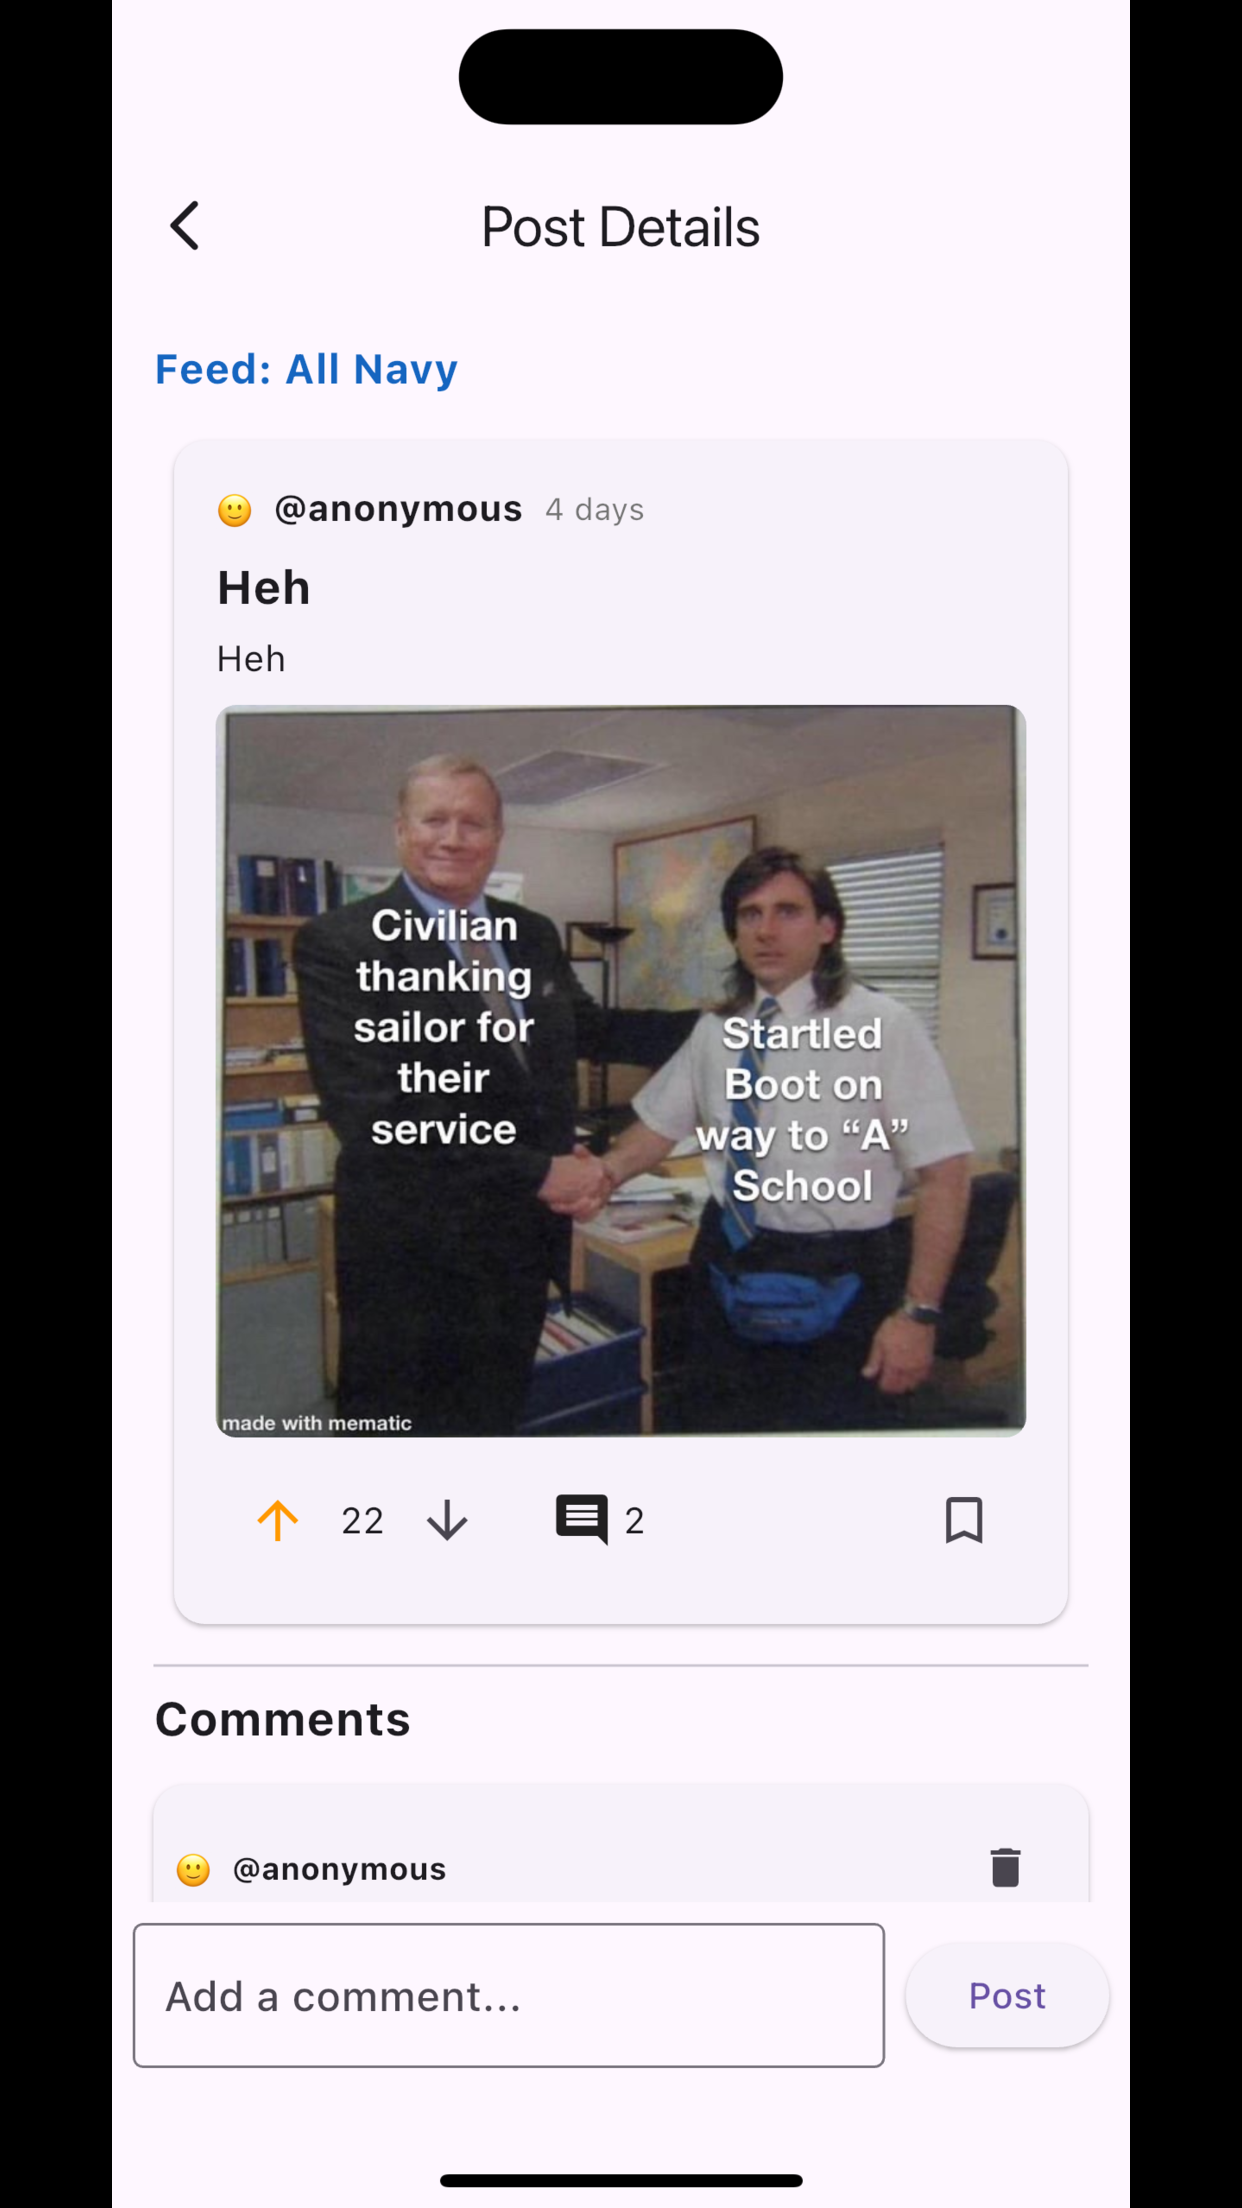 Post Details
Feed: All Navy
@anonymous 4 days
Heh
Heh
Civilian
thanking
sailor for
their
service
Startled
Boot on
way to “A”
School
made with mematic
22
2
Comments
@anonymous
Add a comment...
Post